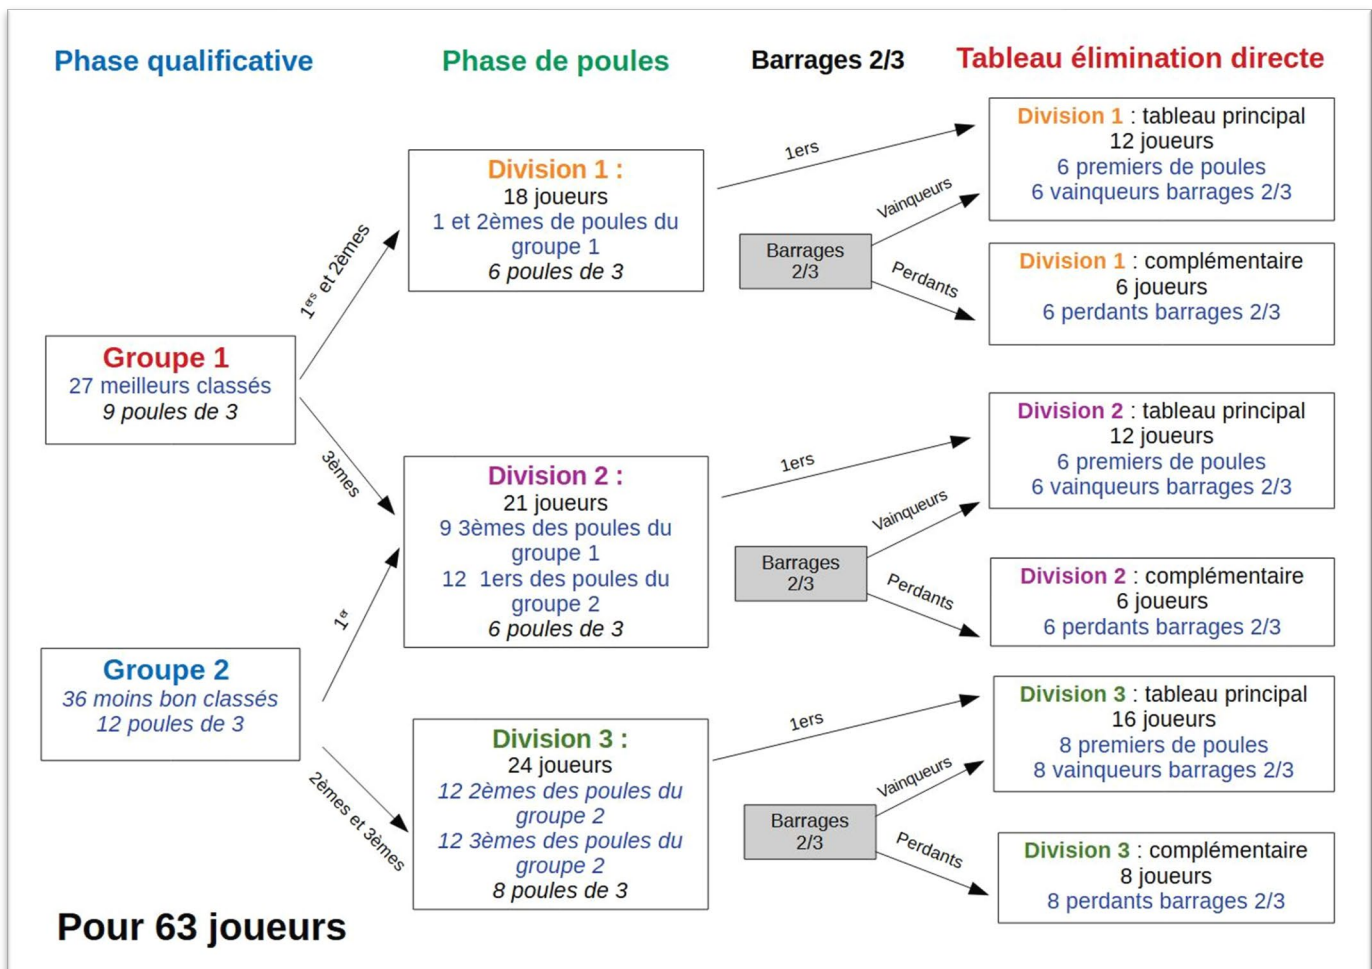 Phase qualificative
Phase de poules
Barrages 2/3
Tableau élimination directe
Groupe 1
27 meilleurs classés
9 poules de 3
1ers et 2èmes
3èmes
Groupe 2
36 moins bon classés
12 poules de 3
1er
2èmes et 3èmes
Division 1 :
18 joueurs
1 et 2èmes de poules du
groupe 1
6 poules de 3
1ers
Barrages
2/3
Vainqueurs
Perdants
Division 1 : tableau principal
12 joueurs
6 premiers de poules
6 vainqueurs barrages 2/3
Division 1 : complémentaire
6 joueurs
6 perdants barrages 2/3
Division 2 :
21 joueurs
9 3èmes des poules du
groupe 1
12  1ers des poules du
groupe 2
6 poules de 3
1ers
Barrages
2/3
Vainqueurs
Perdants
Division 2 : tableau principal
12 joueurs
6 premiers de poules
6 vainqueurs barrages 2/3
Division 2 : complémentaire
6 joueurs
6 perdants barrages 2/3
Division 3 :
24 joueurs
12 2èmes des poules du
groupe 2
12 3èmes des poules du
groupe 2
8 poules de 3
1ers
Barrages
2/3
Vainqueurs
Perdants
Division 3 : tableau principal
16 joueurs
8 premiers de poules
8 vainqueurs barrages 2/3
Division 3 : complémentaire
8 joueurs
8 perdants barrages 2/3
Pour 63 joueurs